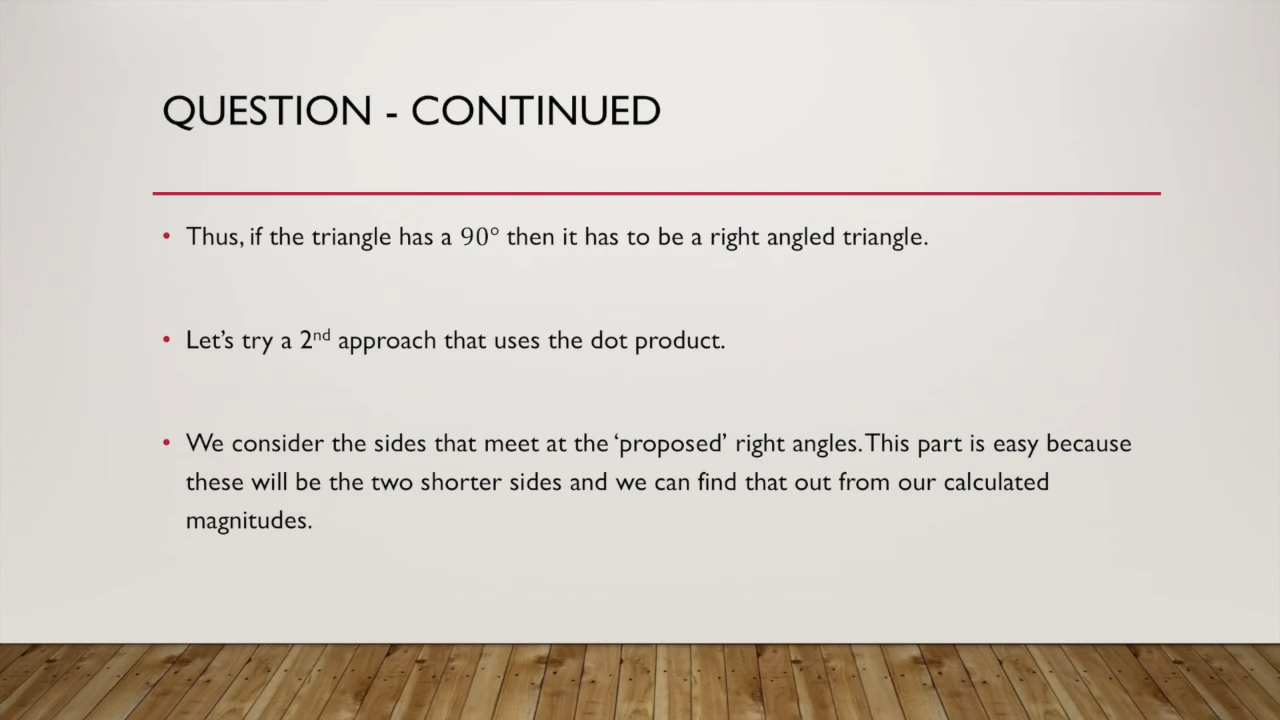 QUESTION - CONTINUED
• Thus, if the triangle has a 90° then it has to be a right angled triangle.
• Let’s try a 2nd approach that uses the dot product.
• We consider the sides that meet at the ‘proposed’ right angles. This part is easy because
these will be the two shorter sides and we can find that out from our calculated
magnitudes.